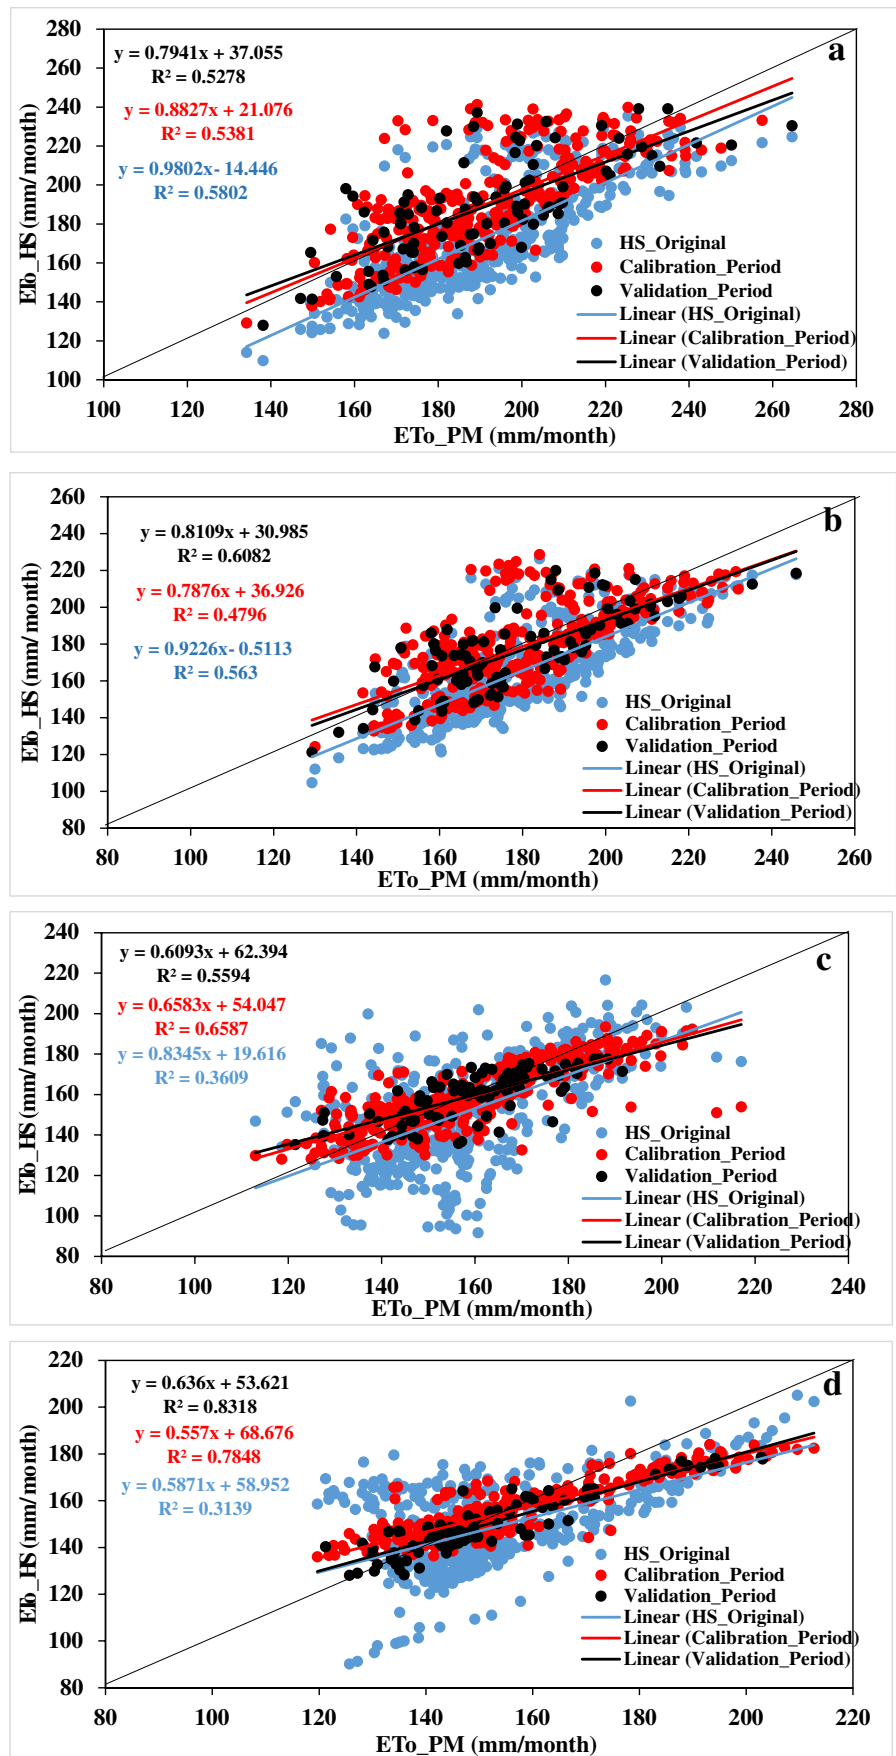 280
260
240
220
200
180
160
140
120
100
y = 0.7941x + 37.055
R² = 0.5278
y = 0.8827x + 21.076
R² = 0.5381
y = 0.9802x - 14.446
R² = 0.5802
a
HS_Original
Calibration_Period
Validation_Period
Linear (HS_Original)
Linear (Calibration_Period)
Linear (Validation_Period)
100 120 140 160 180 200 220 240 260 280
ETo_HS (mm/month)
ETo_PM (mm/month)
260
240
220
200
180
160
140
120
100
80
y = 0.8109x + 30.985
R² = 0.6082
y = 0.7876x + 36.926
R² = 0.4796
y = 0.9226x - 0.5113
R² = 0.563
b
HS_Original
Calibration_Period
Validation_Period
Linear (HS_Original)
Linear (Calibration_Period)
Linear (Validation_Period)
80 100 120 140 160 180 200 220 240 260
ETo_HS (mm/month)
ETo_PM (mm/month)
240
220
200
180
160
140
120
100
80
y = 0.6093x + 62.394
R² = 0.5594
y = 0.6583x + 54.047
R² = 0.6587
y = 0.8345x + 19.616
R² = 0.3609
c
HS_Original
Calibration_Period
Validation_Period
Linear (HS_Original)
Linear (Calibration_Period)
Linear (Validation_Period)
80 100 120 140 160 180 200 220 240
ETo_HS (mm/month)
ETo_PM (mm/month)
220
200
180
160
140
120
100
80
y = 0.636x + 53.621
R² = 0.8318
y = 0.557x + 68.676
R² = 0.7848
y = 0.5871x + 58.952
R² = 0.3139
d
HS_Original
Calibration_Period
Validation_Period
Linear (HS_Original)
Linear (Calibration_Period)
Linear (Validation_Period)
80 100 120 140 160 180 200 220
ETo_HS (mm/month)
ETo_PM (mm/month)